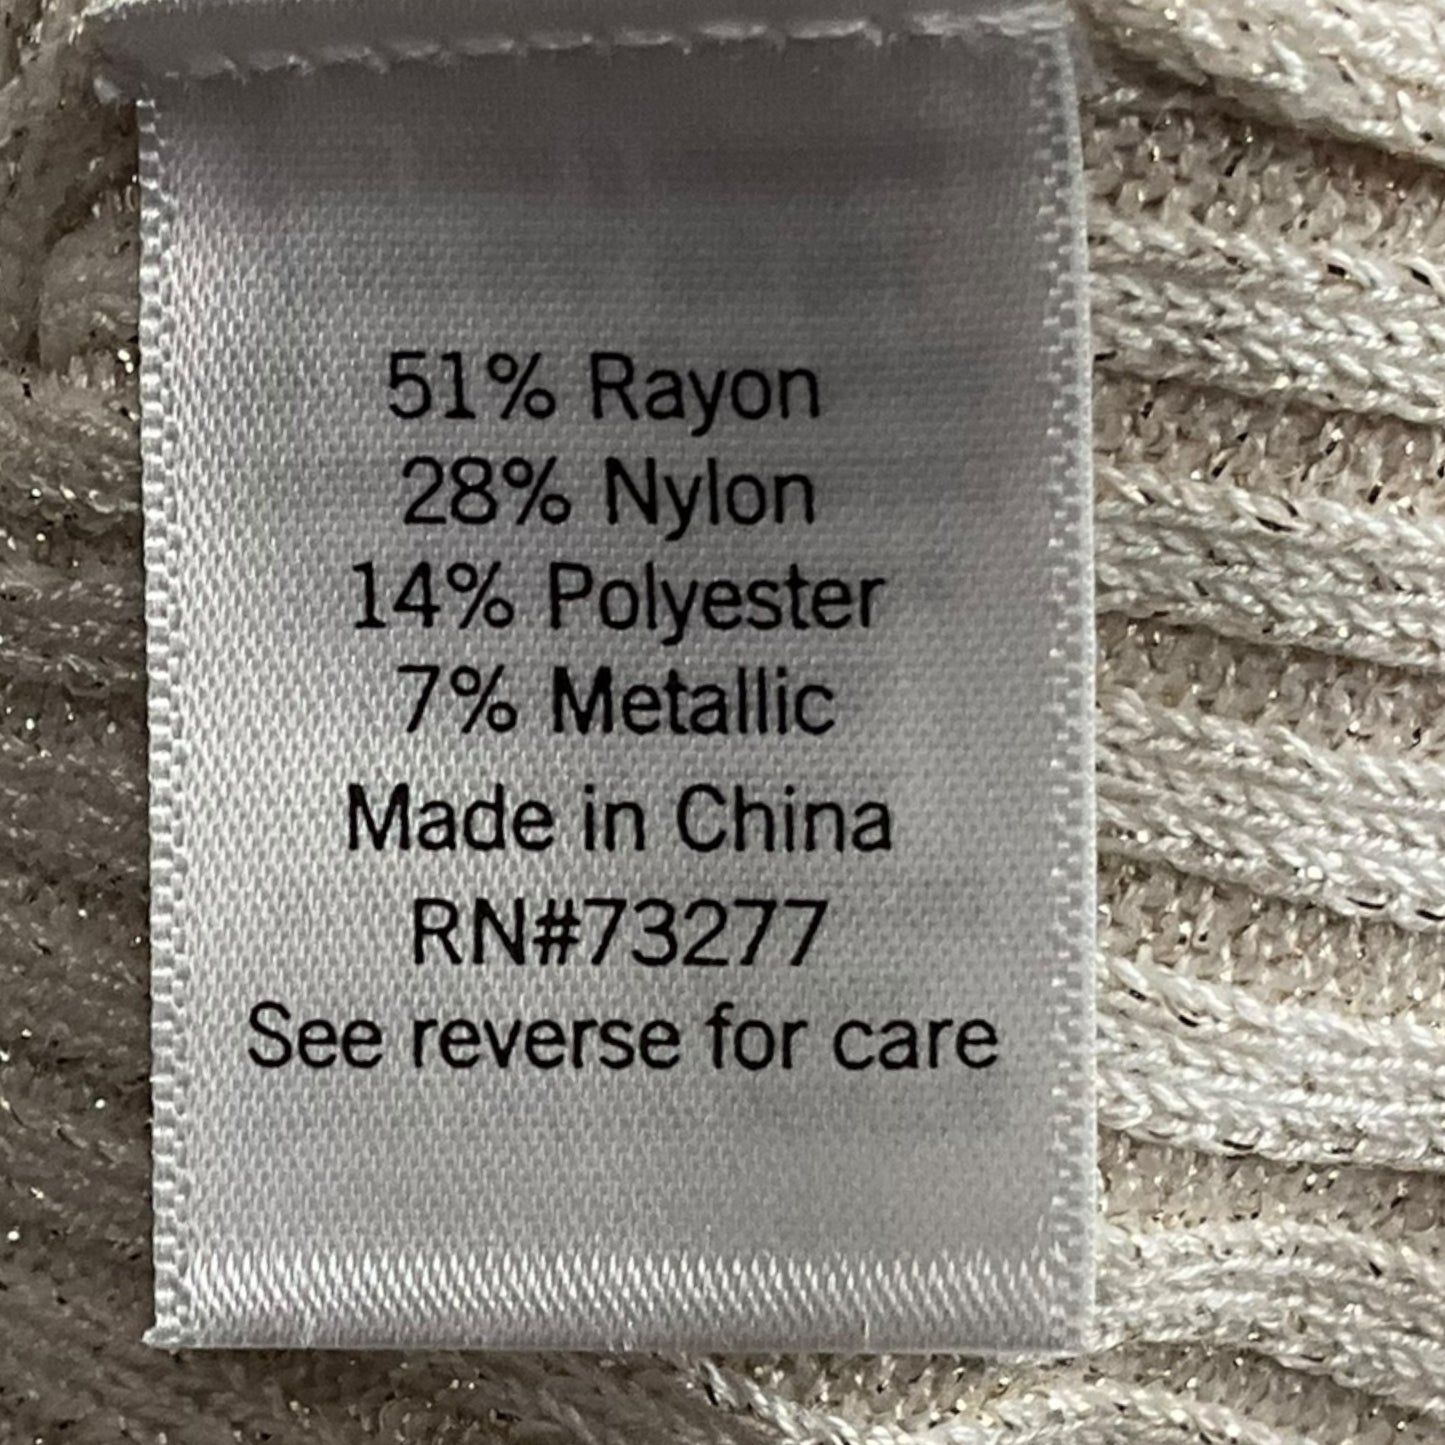 51% Rayon
28% Nylon
14% Polyester
7% Metallic
Made in China
RN#73277
See reverse for care